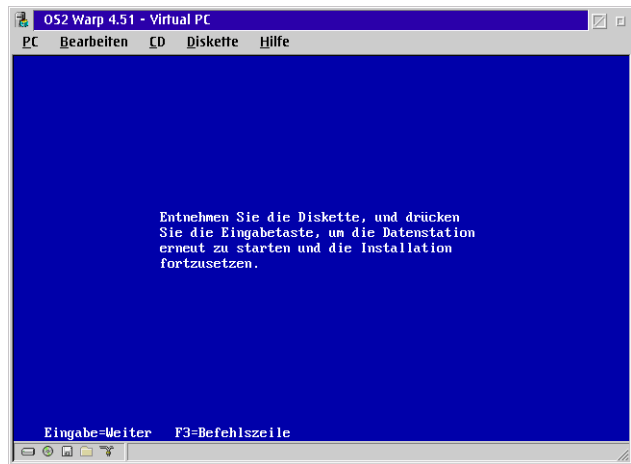 OS2 Warp 4.51 - Virtual PC
PC Bearbeiten CD Diskette Hilfe
Entnehmen Sie die Diskette, und drücken
Sie die Eingabetaste, um die Datenstation
erneut zu starten und die Installation
fortzusetzen.
Eingabe=Weiter F3=Befehlszeile